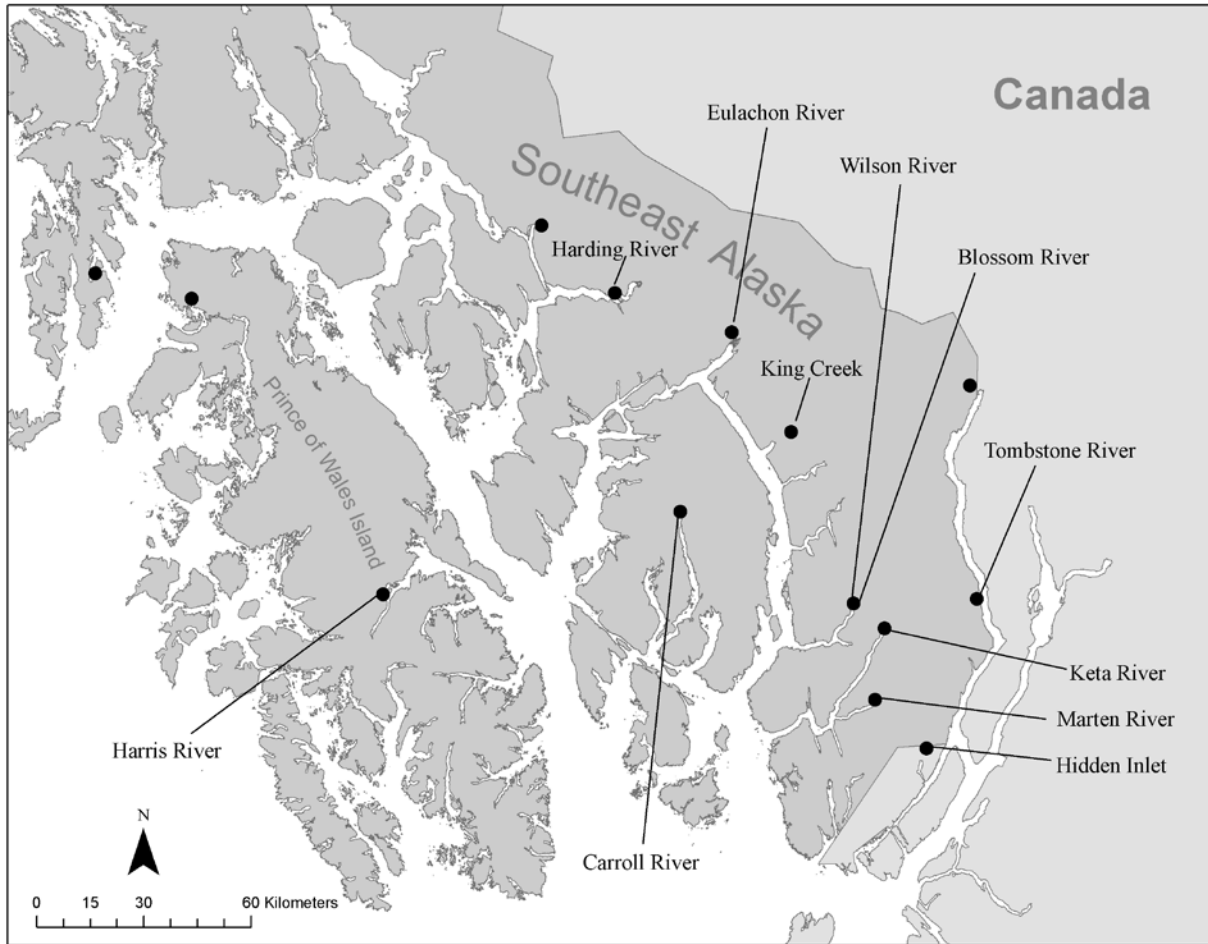 Canada
Eulachon River
Wilson River
Southeast Alaska
Harding River
Blossom River
King Creek
Prince of Wales Island
Tombstone River
Keta River
Marten River
Harris River
Hidden Inlet
Carroll River
N
0 15 30 60 Kilometers